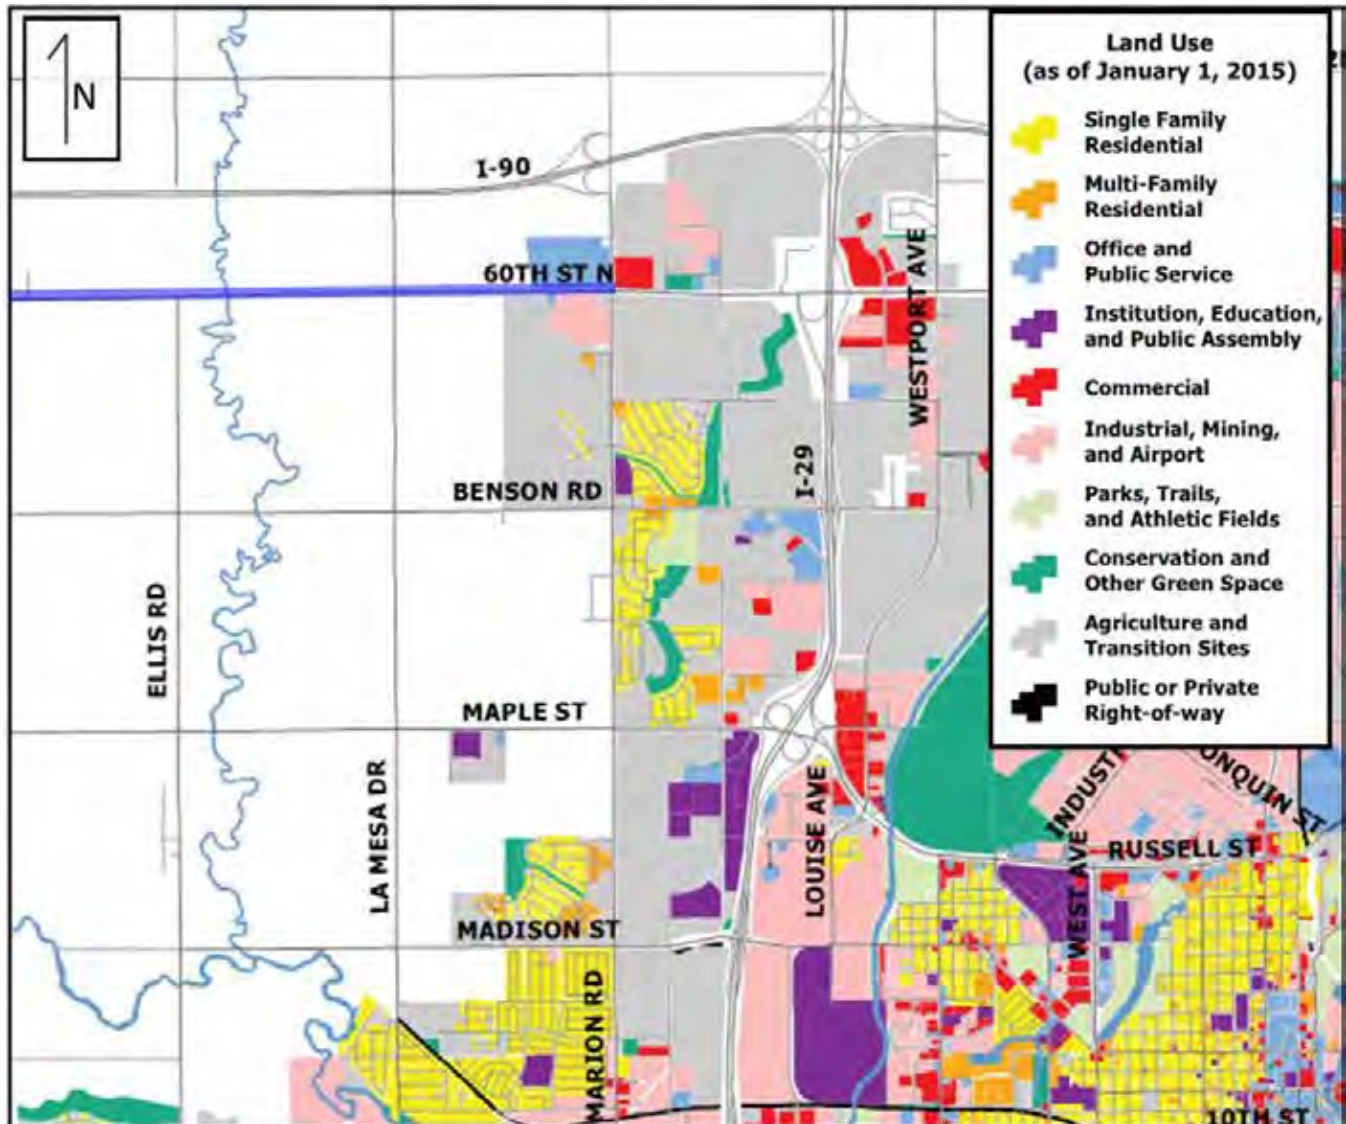 N
Land Use
(as of January 1, 2015)
Single Family
Residential
Multi-Family
Residential
Office and
Public Service
Institution, Education,
and Public Assembly
Commercial
Industrial, Mining,
and Airport
Parks, Trails,
and Athletic Fields
Conservation and
Other Green Space
Agriculture and
Transition Sites
Public or Private
Right-of-way
I-90
60TH ST N
WESTPORT AVE
I-29
BENSON RD
ELLIS RD
MAPLE ST
LA MESA DR
LOUISE AVE
RUSSELL ST
WEST AVE
MADISON ST
MARION RD
10TH ST